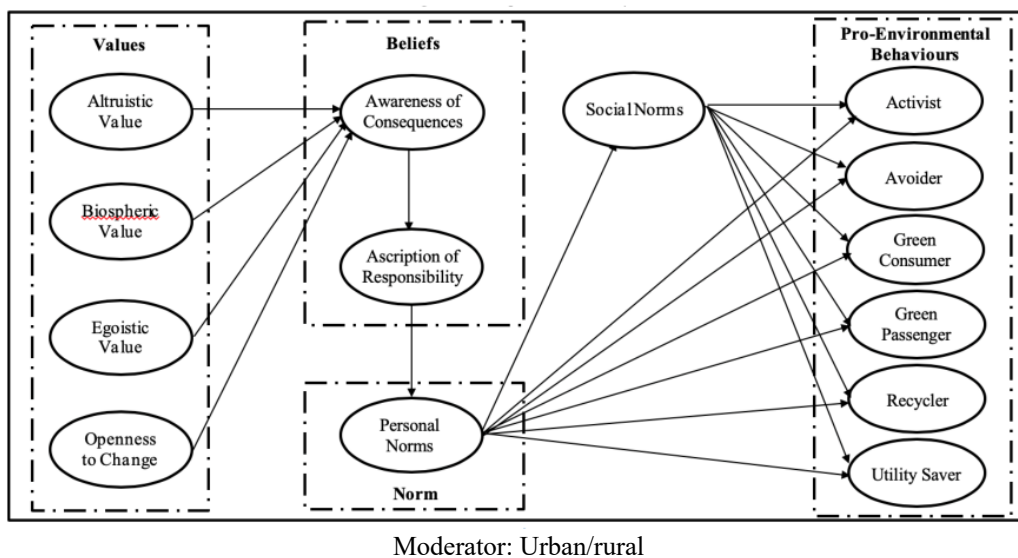 Values
Altruistic
Value
Biospheric
Value
Egoistic
Value
Openness
to Change
Beliefs
Awareness of
Consequences
Ascription of
Responsibility
Personal
Norms
Norm
Social Norms
Pro-Environmental
Behaviours
Activist
Avoider
Green
Consumer
Green
Passenger
Recycler
Utility Saver
Moderator: Urban/rural